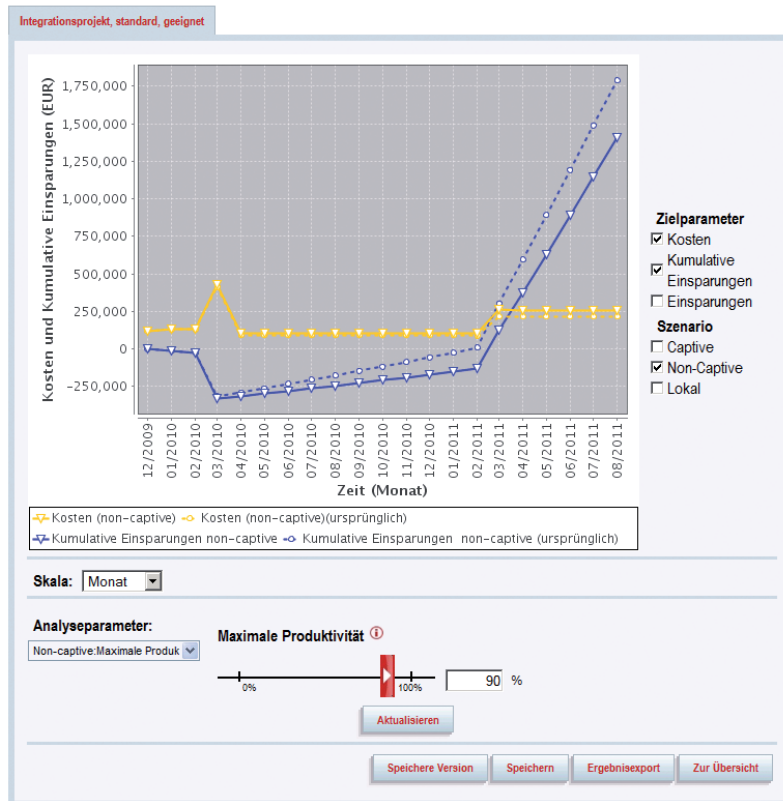 Integrationsprojekt, standard, geeignet
Kosten und Kumulative Einsparungen (EUR)
1,750,000
1,500,000
1,250,000
1,000,000
750,000
500,000
250,000
0
-250,000
12/2009
01/2010
02/2010
03/2010
04/2010
05/2010
06/2010
07/2010
08/2010
09/2010
10/2010
11/2010
12/2010
01/2011
02/2011
03/2011
04/2011
05/2011
06/2011
07/2011
08/2011
Zeit (Monat)
Kosten (non-captive) Kosten (non-captive)(ursprünglich)
Kumulative Einsparungen non-captive Kumulative Einsparungen non-captive (ursprünglich)
Zielparameter
Kosten
Kumulative
Einsparungen
Einsparungen
Szenario
Captive
Non-Captive
Lokal
Skala: Monat
Analyseparameter:
Non-captive:Maximale Produk
Maximale Produktivität i
0% 100%
90 %
Aktualisieren
Speichere Version Speichern Ergebnisexport Zur Übersicht